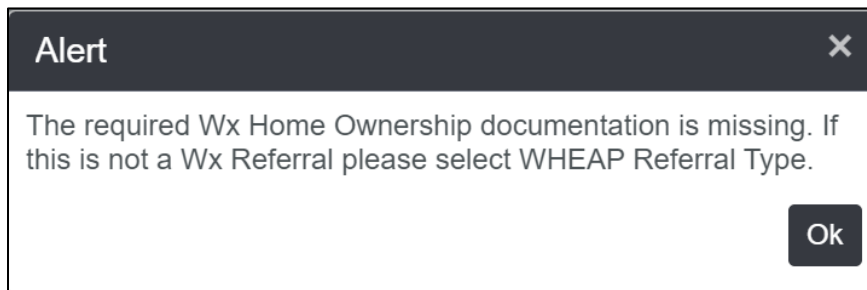 Alert
×
The required Wx Home Ownership documentation is missing. If
this is not a Wx Referral please select WHEAP Referral Type.
Ok